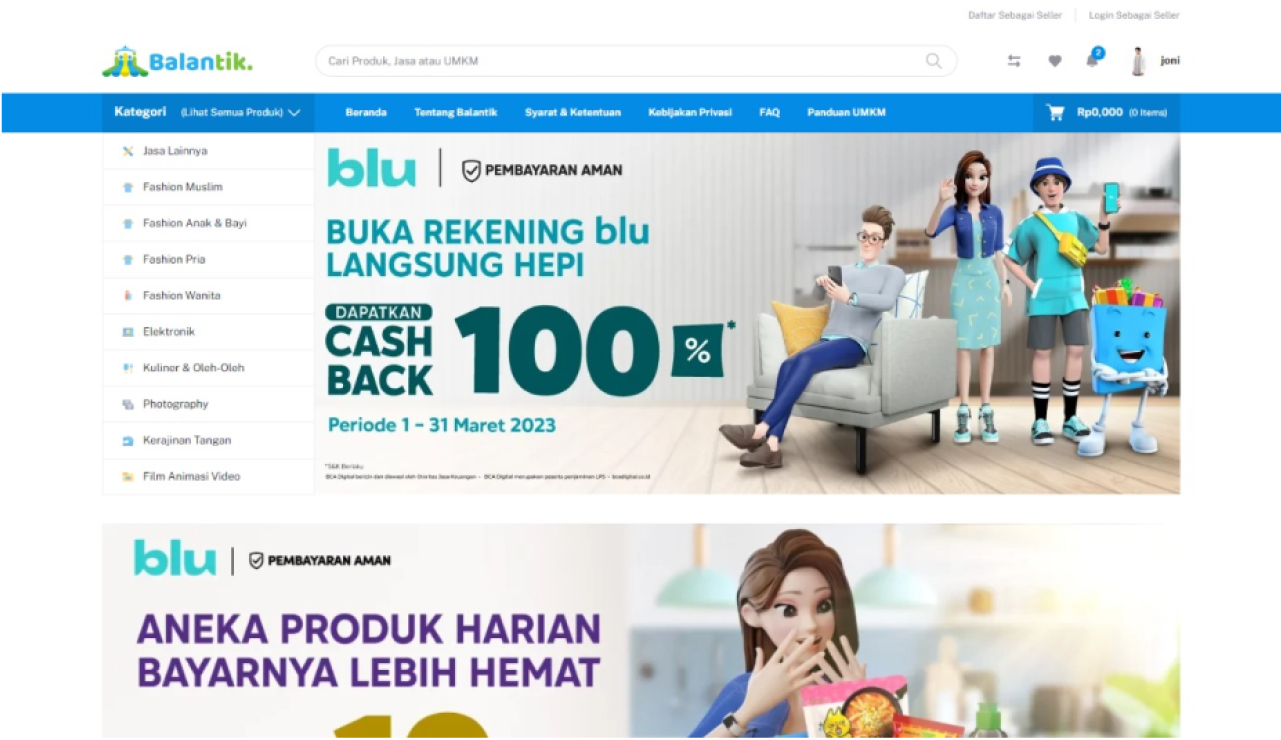 Daftar Sebagai Seller
Login Sebagai Seller
Balantik.
Cari Produk, Jasa atau UMKM
2
joni
Kategori (Lihat Semua Produk)
Beranda
Tentang Balantik
Syarat & Ketentuan
Kebijakan Privasi
FAQ
Panduan UMKM
Rp0,000 (0 Items)
Jasa Lainnya
Fashion Muslim
Fashion Anak & Bayi
Fashion Pria
Fashion Wanita
Elektronik
Kuliner & Oleh-Oleh
Photography
Kerajinan Tangan
Film Animasi Video
blu
PEMBAYARAN AMAN
BUKA REKENING blu
LANGSUNG HEPI
DAPATKAN
CASH
BACK
100%*
Periode 1 - 31 Maret 2023
*S&K Berlaku
BCA Digital berizin dan diawasi oleh Otoritas Jasa Keuangan - BCA Digital merupakan peserta penjaminan LPS - bcadigital.co.id
blu
PEMBAYARAN AMAN
ANEKA PRODUK HARIAN
BAYARNYA LEBIH HEMAT